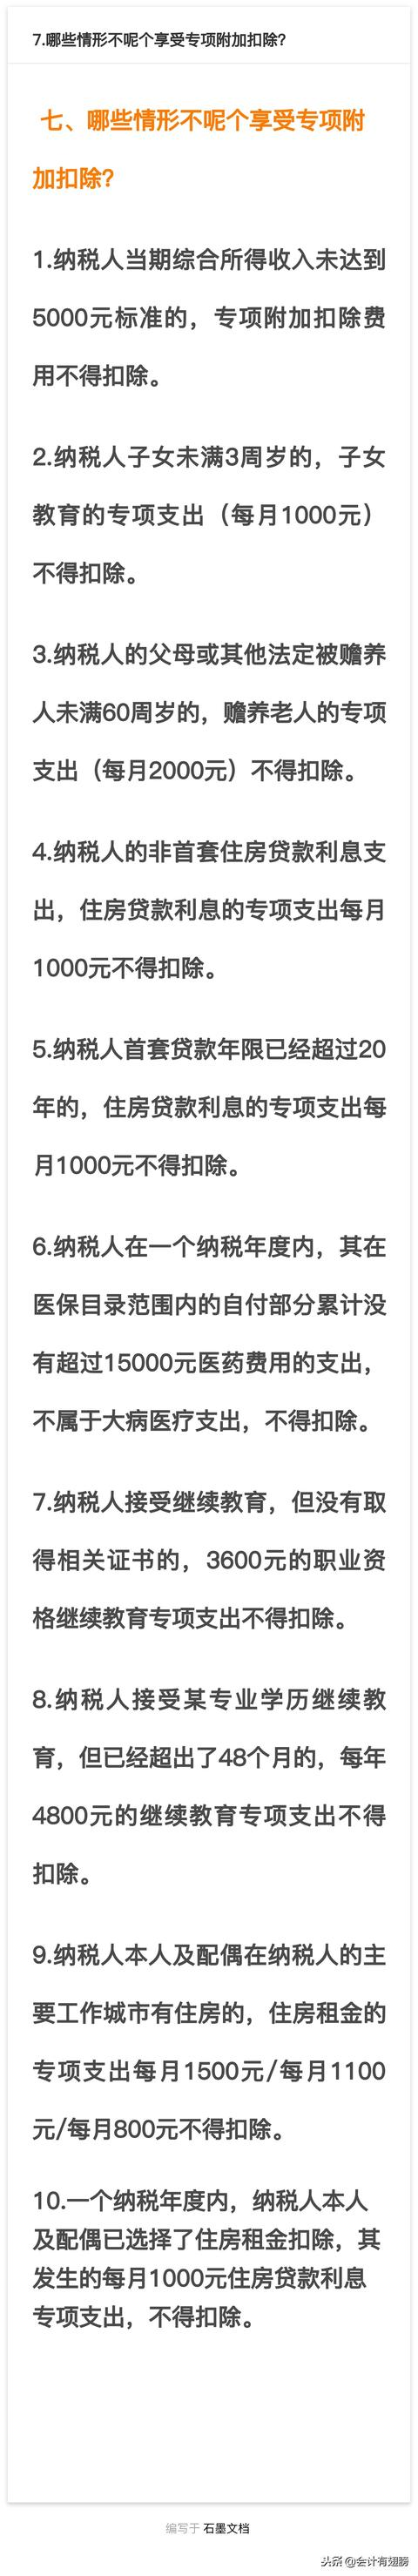 7.哪些情形不呢个享受专项附加扣除？
七、哪些情形不呢个享受专项附
加扣除？
1.纳税人当期综合所得收入未达到
5000元标准的，专项附加扣除费
用不得扣除。
2.纳税人子女未满3周岁的，子女
教育的专项支出（每月1000元）
不得扣除。
3.纳税人的父母或其他法定被赡养
人未满60周岁的，赡养老人的专项
支出（每月2000元）不得扣除。
4.纳税人的非首套住房贷款利息支
出，住房贷款利息的专项支出每月
1000元不得扣除。
5.纳税人首套贷款年限已经超过20
年的，住房贷款利息的专项支出每
月1000元不得扣除。
6.纳税人在一个纳税年度内，其在
医保目录范围内的自付部分累计没
有超过15000元医药费用的支出，
不属于大病医疗支出，不得扣除。
7.纳税人接受继续教育，但没有取
得相关证书的，3600元的职业资
格继续教育专项支出不得扣除。
8.纳税人接受某专业学历继续教
育，但已经超出了48个月的，每年
4800元的继续教育专项支出不得
扣除。
9.纳税人本人及配偶在纳税人的主
要工作城市有住房的，住房租金的
专项支出每月1500元/每月1100
元/每月800元不得扣除。
10.一个纳税年度内，纳税人本人
及配偶已选择了住房租金扣除，其
发生的每月1000元住房贷款利息
专项支出，不得扣除。
编写于 石墨文档
头条 @会计有翅膀